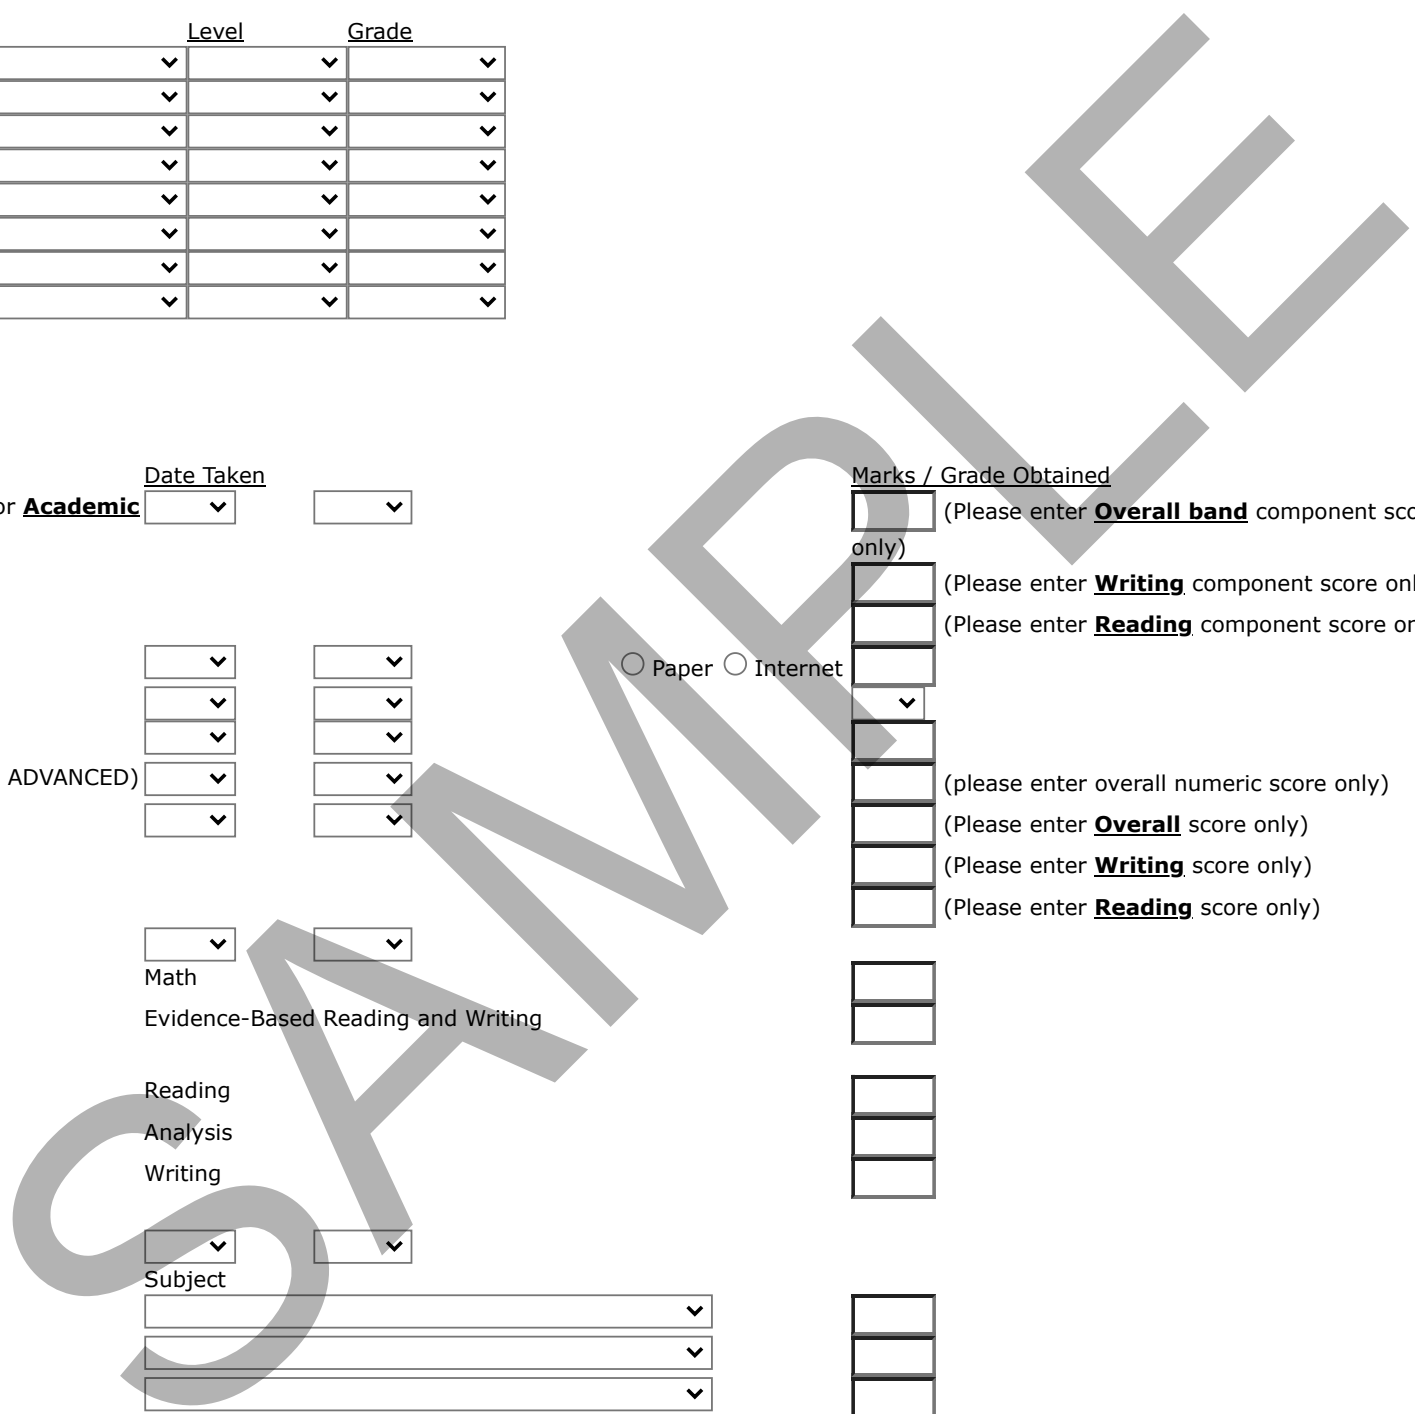 Level Grade
Date Taken Marks / Grade Obtained
or Academic (Please enter Overall band component
only)
(Please enter Writing component score
(Please enter Reading component score
Paper Internet
ADVANCED) (please enter overall numeric score only)
(Please enter Overall score only)
(Please enter Writing score only)
(Please enter Reading score only)
Math
Evidence-Based Reading and Writing
Reading
Analysis
Writing
Subject
SAMPLE